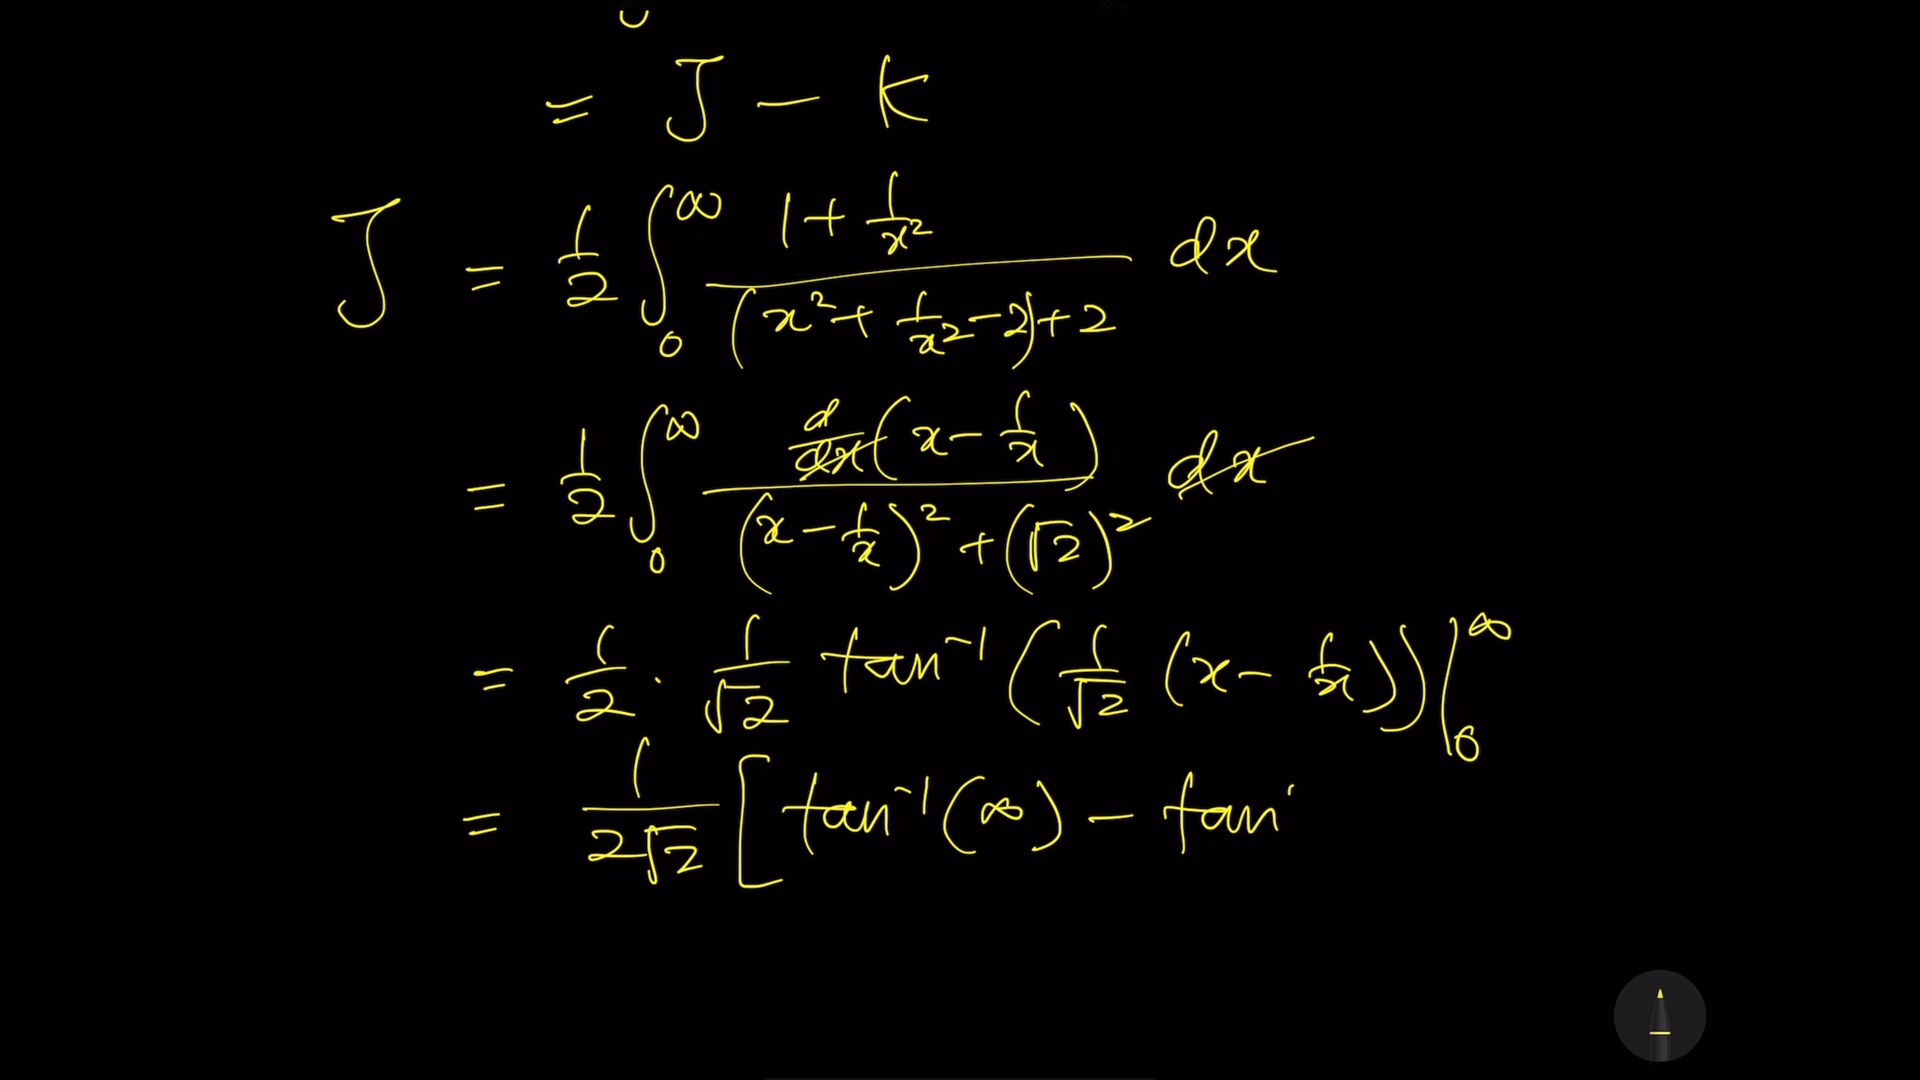 = J - K
J = 1/2 ∫₀^∞ (1 + 1/x²) / ((x² + 1/x² - 2) + 2) dx
= 1/2 ∫₀^∞ (d/dx (x - 1/x)) / ((x - 1/x)² + (√2)²) dx
= 1/2 · 1/√2 tan⁻¹ (1/√2 (x - 1/x)) |₀^∞
= 1/(2√2) [ tan⁻¹(∞) - tan